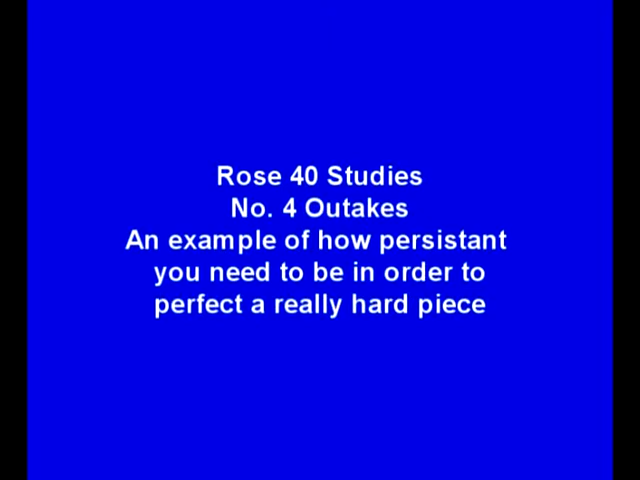 Rose 40 Studies
No. 4 Outakes
An example of how persistant
you need to be in order to
perfect a really hard piece